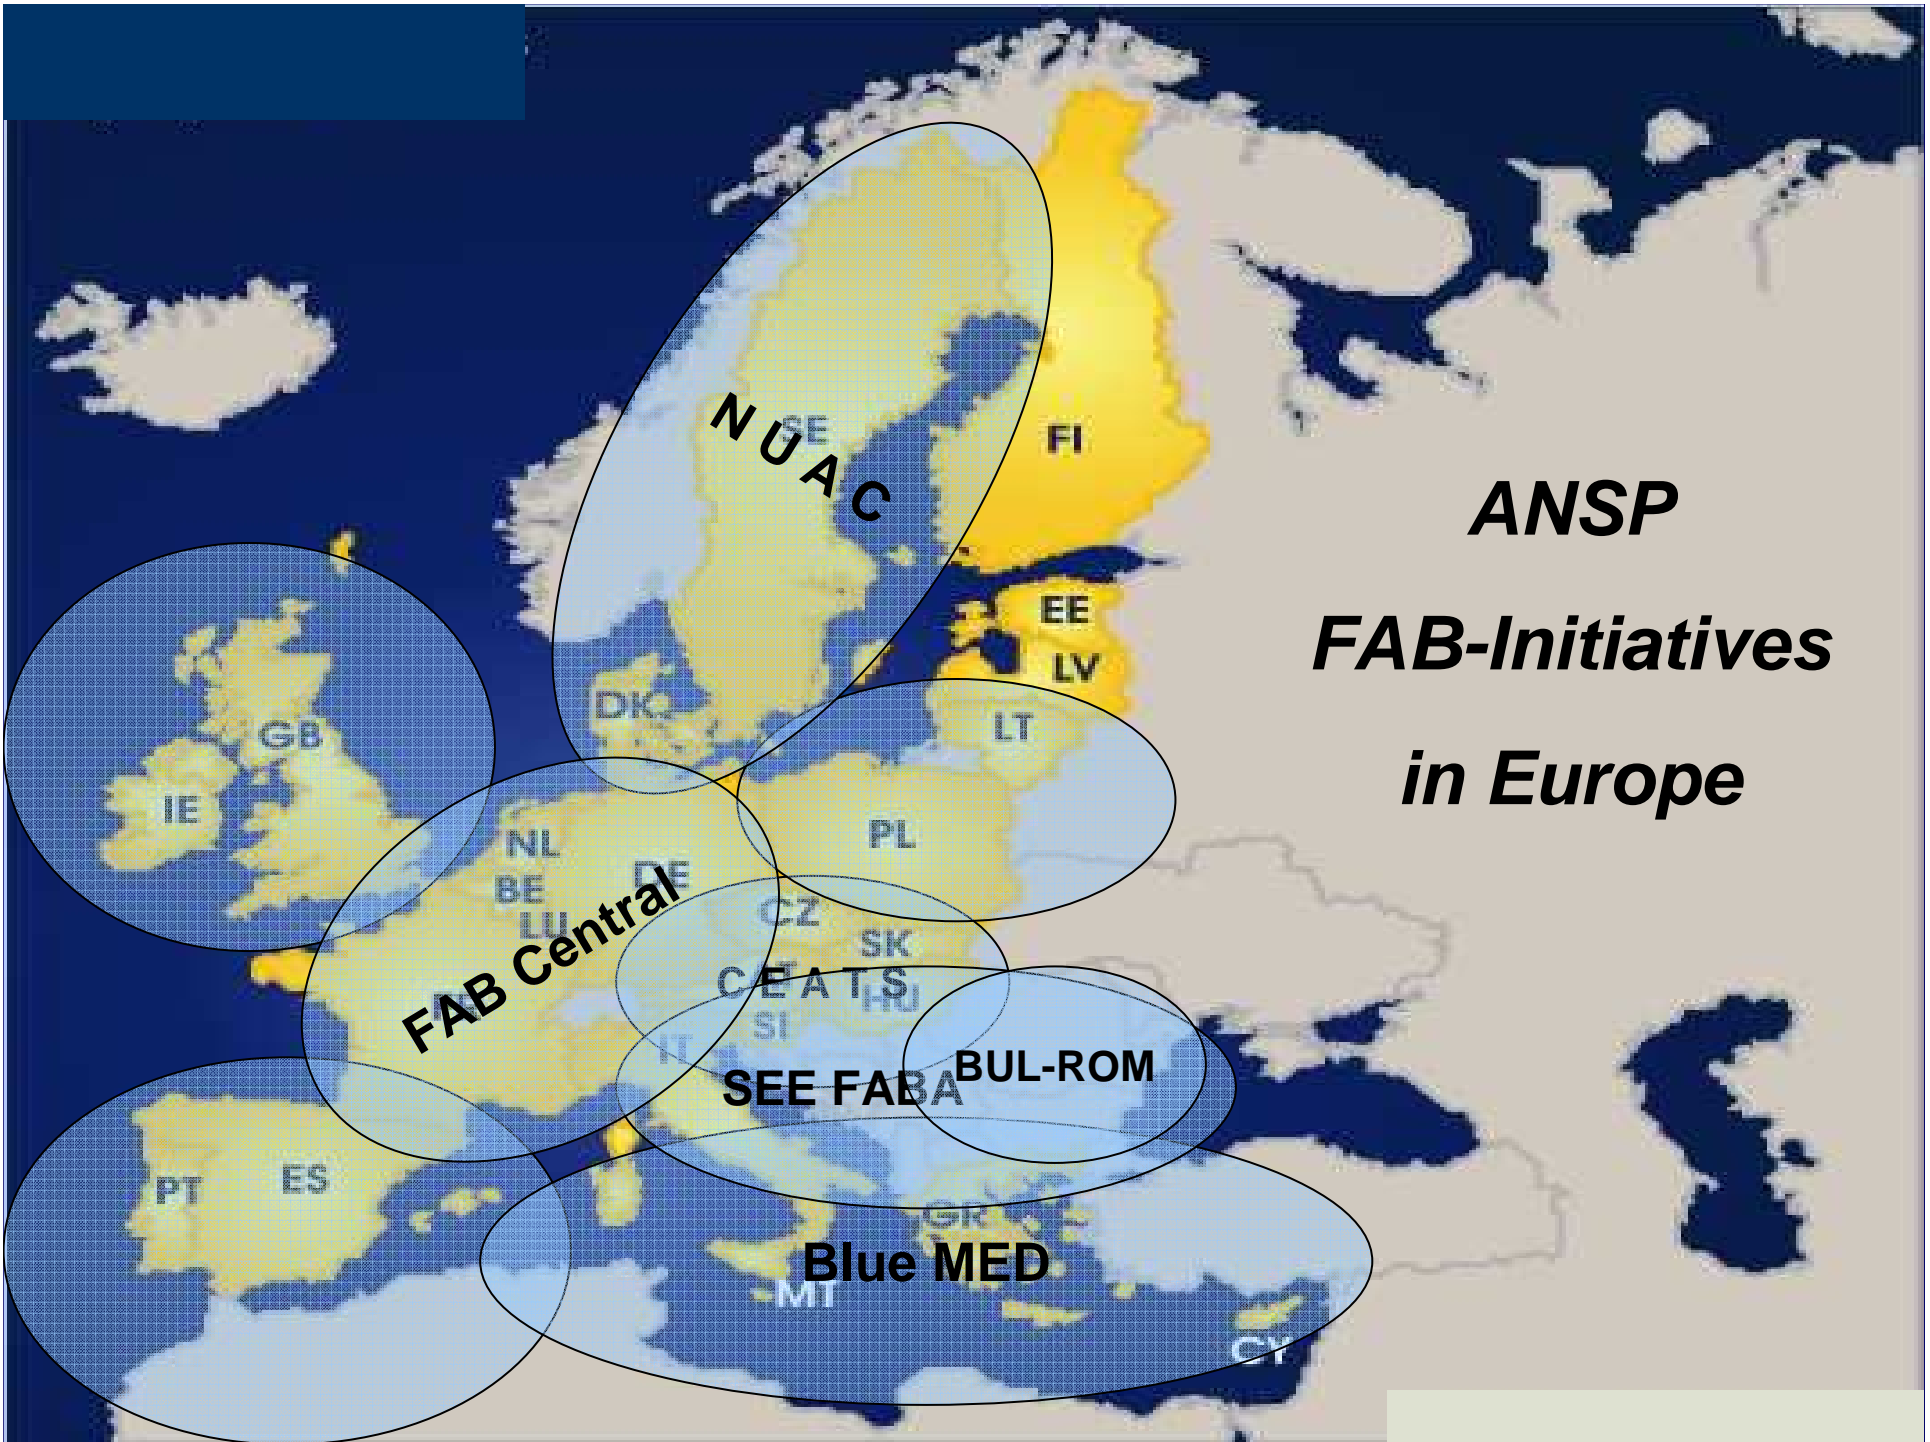 SE
N U A C
FI
ANSP
EE
FAB-Initiatives
LV
DK
LT
GB
in Europe
IE
PL
NL
DE
BE
LU
FAB Central
CZ
SK
C E A T S
HU
SI
IT
BUL-ROM
SEE FABA
PT
ES
GR
Blue MED
MT
CY